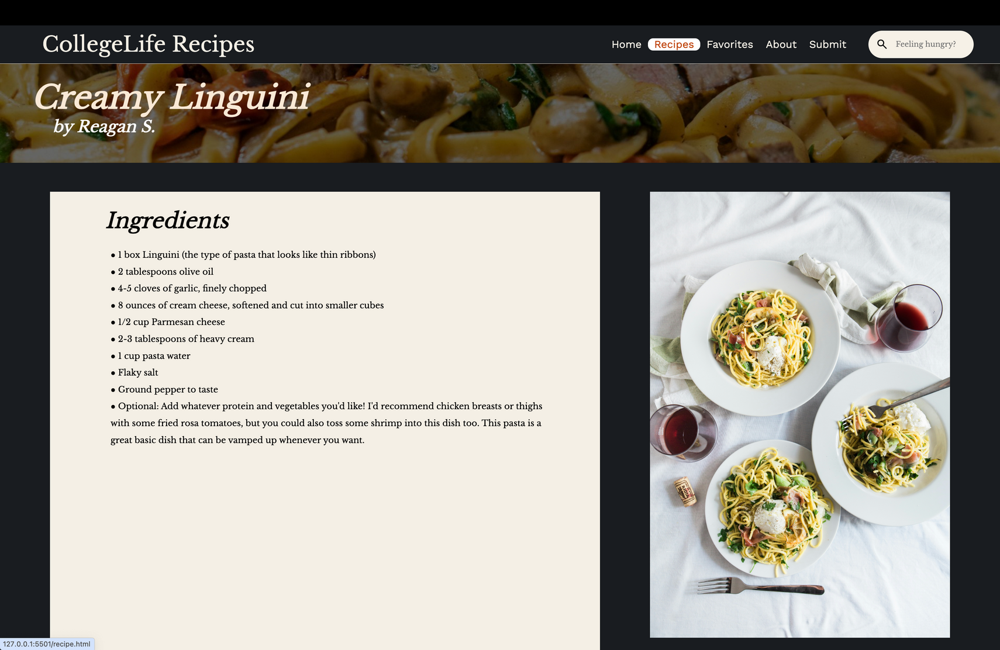 CollegeLife Recipes
Home Recipes Favorites About Submit Feeling hungry?
Creamy Linguini
by Reagan S.
Ingredients
● 1 box Linguini (the type of pasta that looks like thin ribbons)
● 2 tablespoons olive oil
● 4-5 cloves of garlic, finely chopped
● 8 ounces of cream cheese, softened and cut into smaller cubes
● 1/2 cup Parmesan cheese
● 2-3 tablespoons of heavy cream
● 1 cup pasta water
● Flaky salt
● Ground pepper to taste
● Optional: Add whatever protein and vegetables you'd like! I'd recommend chicken breasts or thighs
with some fried rosa tomatoes, but you could also toss some shrimp into this dish too. This pasta is a
great basic dish that can be vamped up whenever you want.
127.0.0.1:5501/recipe.html